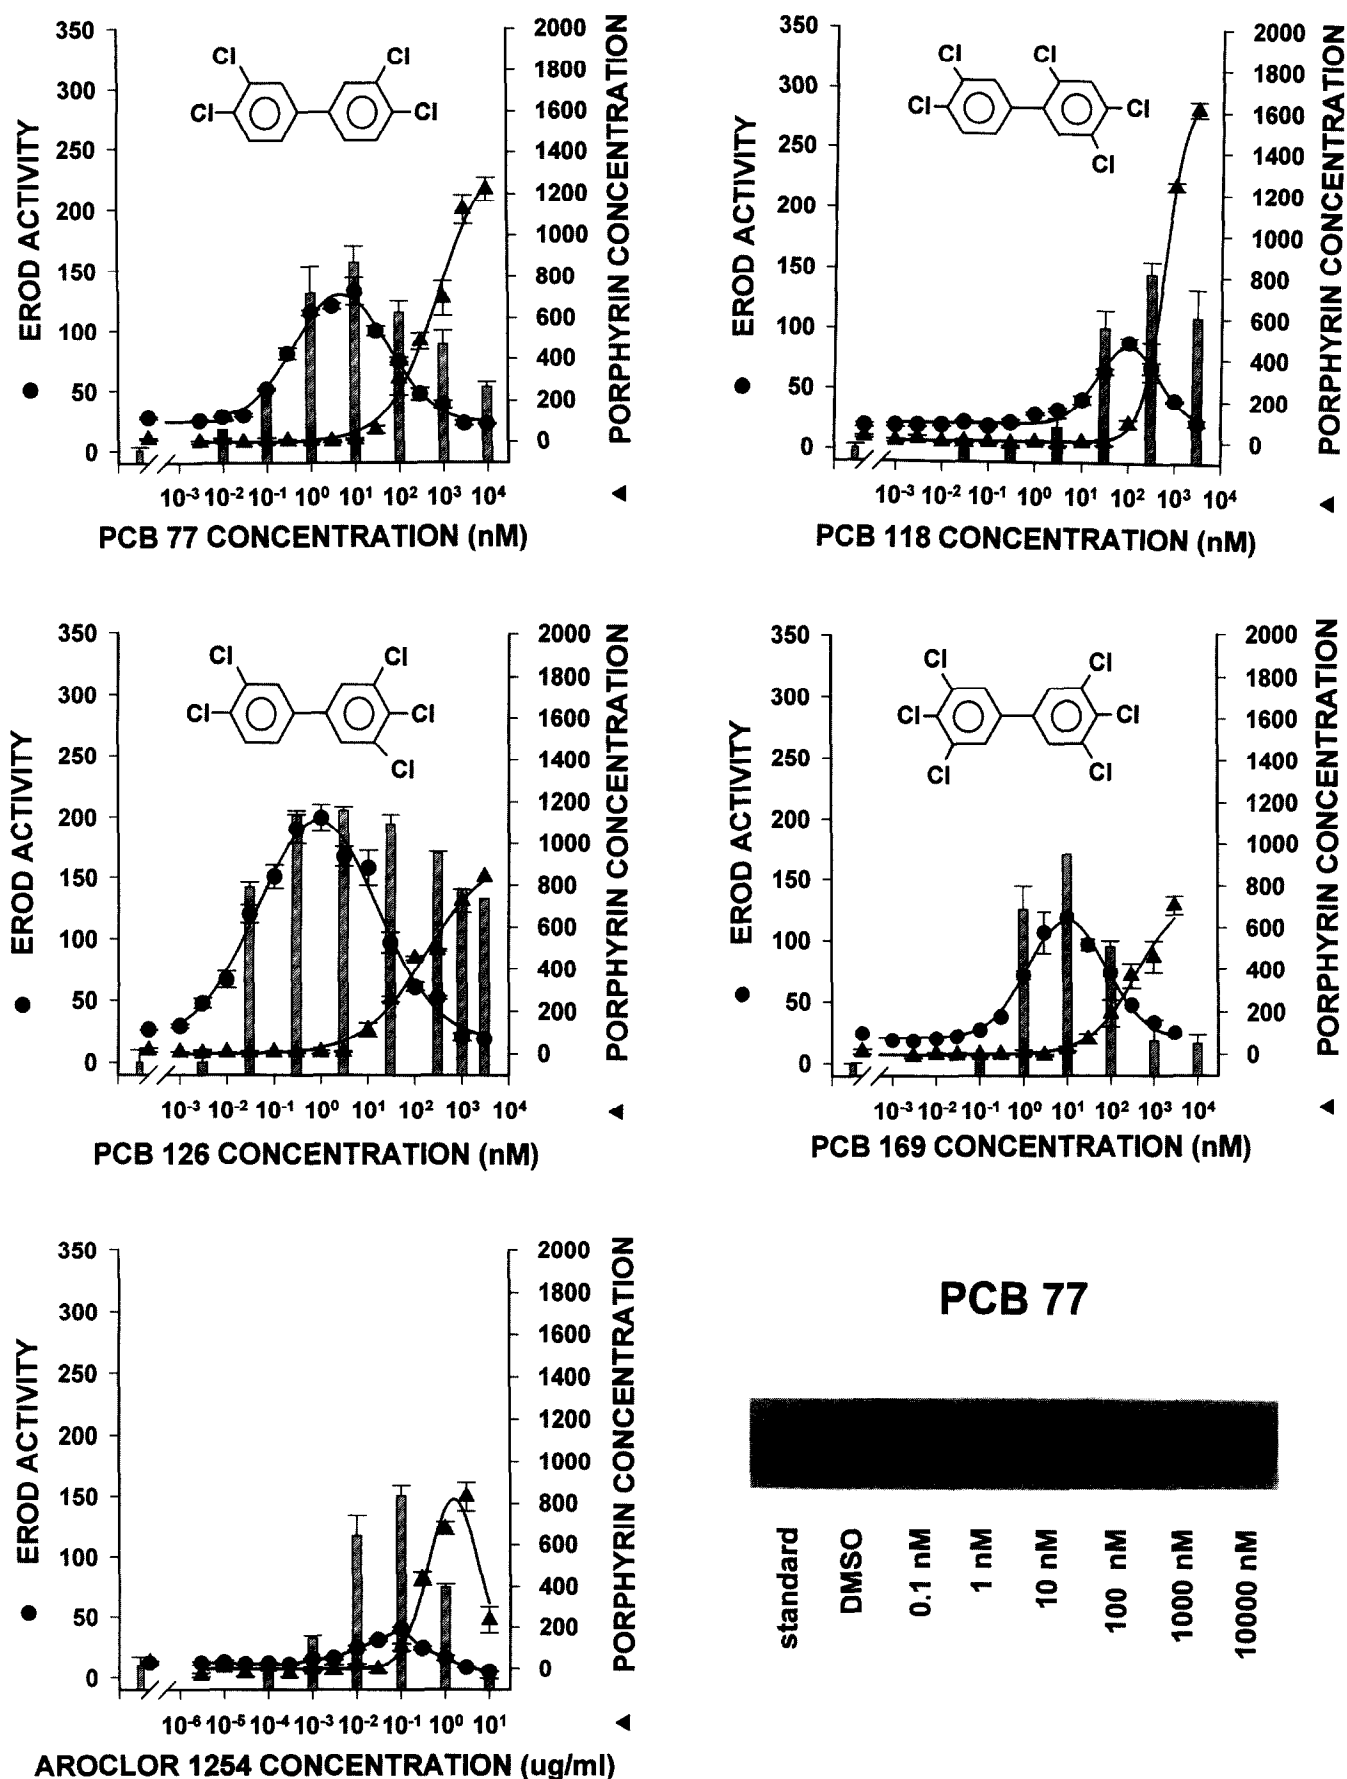 350
300
250
200
150
100
50
0
EROD ACTIVITY
2000
1800
1600
1400
1200
1000
800
600
400
200
0
PORPHYRIN CONCENTRATION
Cl
Cl
Cl
Cl
10⁻³ 10⁻² 10⁻¹ 10⁰ 10¹ 10² 10³ 10⁴
PCB 77 CONCENTRATION (nM)
350
300
250
200
150
100
50
0
EROD ACTIVITY
2000
1800
1600
1400
1200
1000
800
600
400
200
0
PORPHYRIN CONCENTRATION
Cl
Cl
Cl
Cl
Cl
10⁻³ 10⁻² 10⁻¹ 10⁰ 10¹ 10² 10³ 10⁴
PCB 118 CONCENTRATION (nM)
350
300
250
200
150
100
50
0
EROD ACTIVITY
2000
1800
1600
1400
1200
1000
800
600
400
200
0
PORPHYRIN CONCENTRATION
Cl
Cl
Cl
Cl
Cl
10⁻³ 10⁻² 10⁻¹ 10⁰ 10¹ 10² 10³ 10⁴
PCB 126 CONCENTRATION (nM)
350
300
250
200
150
100
50
0
EROD ACTIVITY
2000
1800
1600
1400
1200
1000
800
600
400
200
0
PORPHYRIN CONCENTRATION
Cl
Cl
Cl
Cl
Cl
Cl
10⁻³ 10⁻² 10⁻¹ 10⁰ 10¹ 10² 10³ 10⁴
PCB 169 CONCENTRATION (nM)
350
300
250
200
150
100
50
0
EROD ACTIVITY
2000
1800
1600
1400
1200
1000
800
600
400
200
0
PORPHYRIN CONCENTRATION
10⁻⁶ 10⁻⁵ 10⁻⁴ 10⁻³ 10⁻² 10⁻¹ 10⁰ 10¹
AROCLOR 1254 CONCENTRATION (ug/ml)
PCB 77
standard
DMSO
0.1 nM
1 nM
10 nM
100 nM
1000 nM
10000 nM